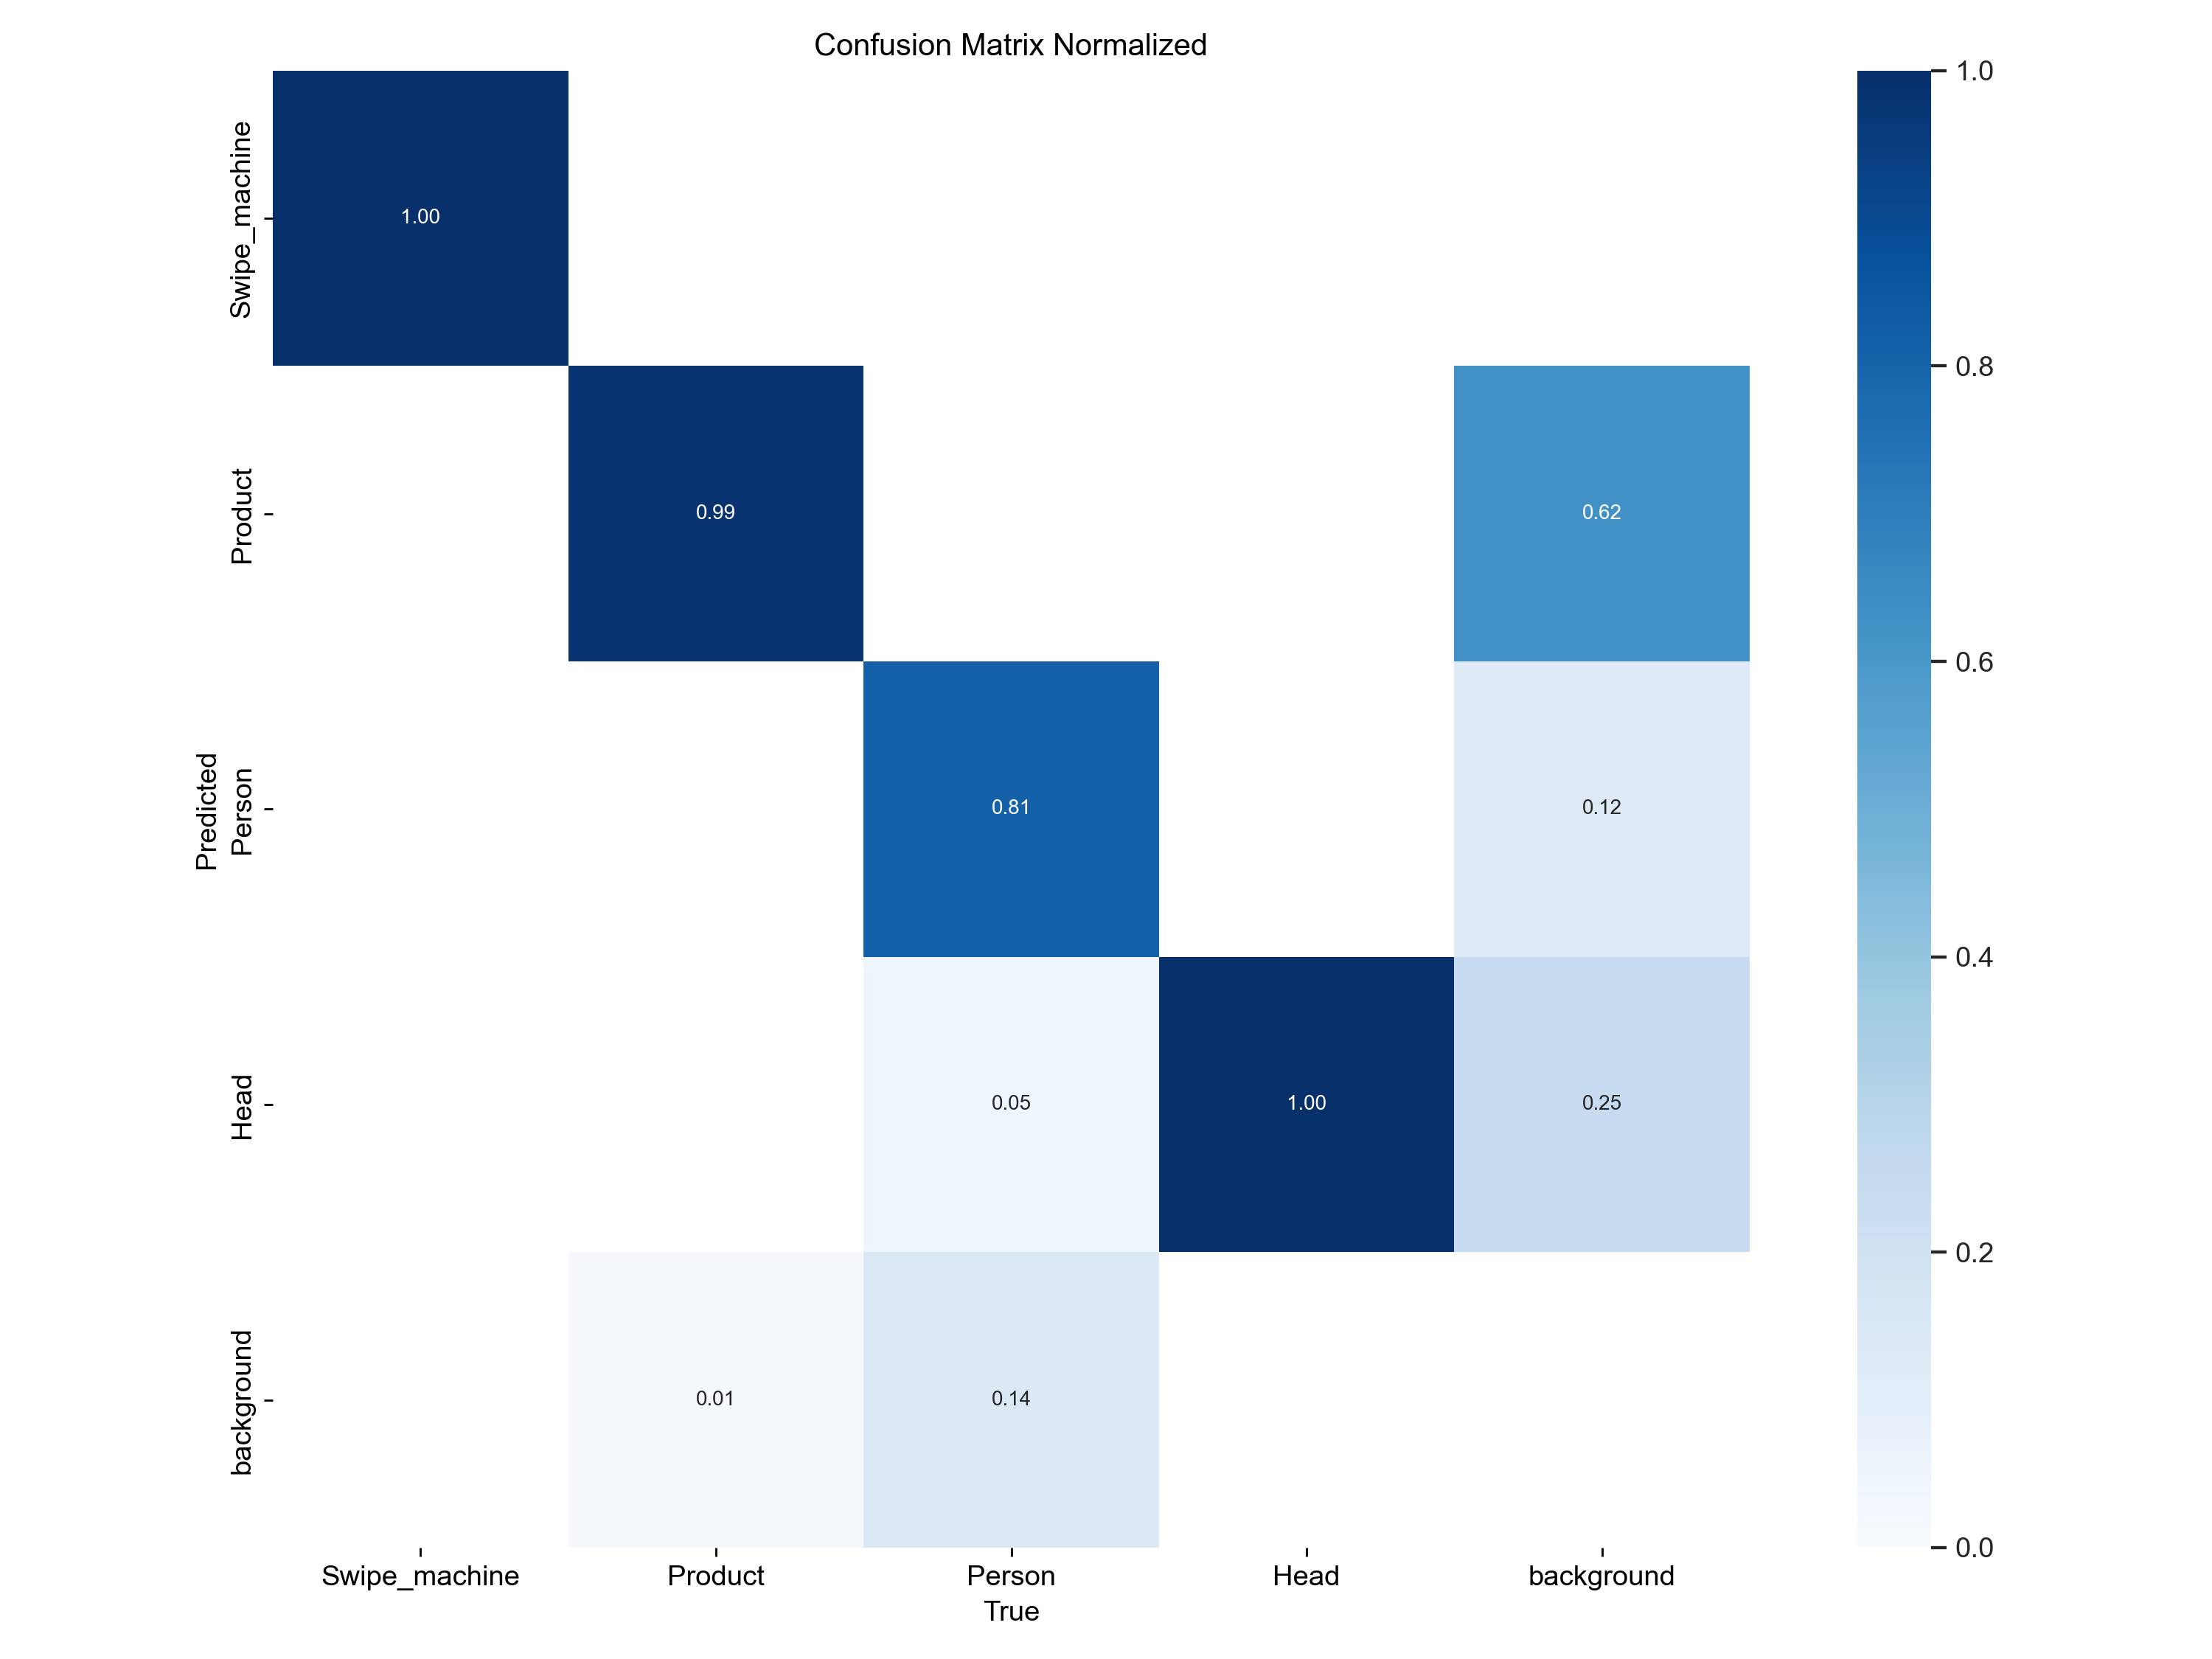 Confusion Matrix Normalized
1.0
Swipe_machine
1.00
0.8
Product
0.99
0.62
0.6
Predicted
Person
0.81
0.12
0.4
Head
0.05
1.00
0.25
0.2
background
0.01
0.14
0.0
Swipe_machine
Product
Person
Head
background
True